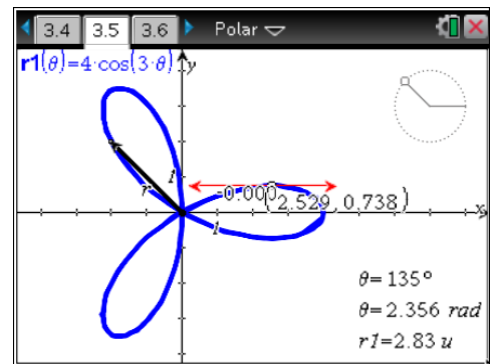 3.4 3.5 3.6 Polar
r1(θ)=4·cos(3·θ)
y
1
r
-0.000
(2.529, 0.738)
x
1
θ= 135°
θ= 2.356 rad
r1=2.83 u